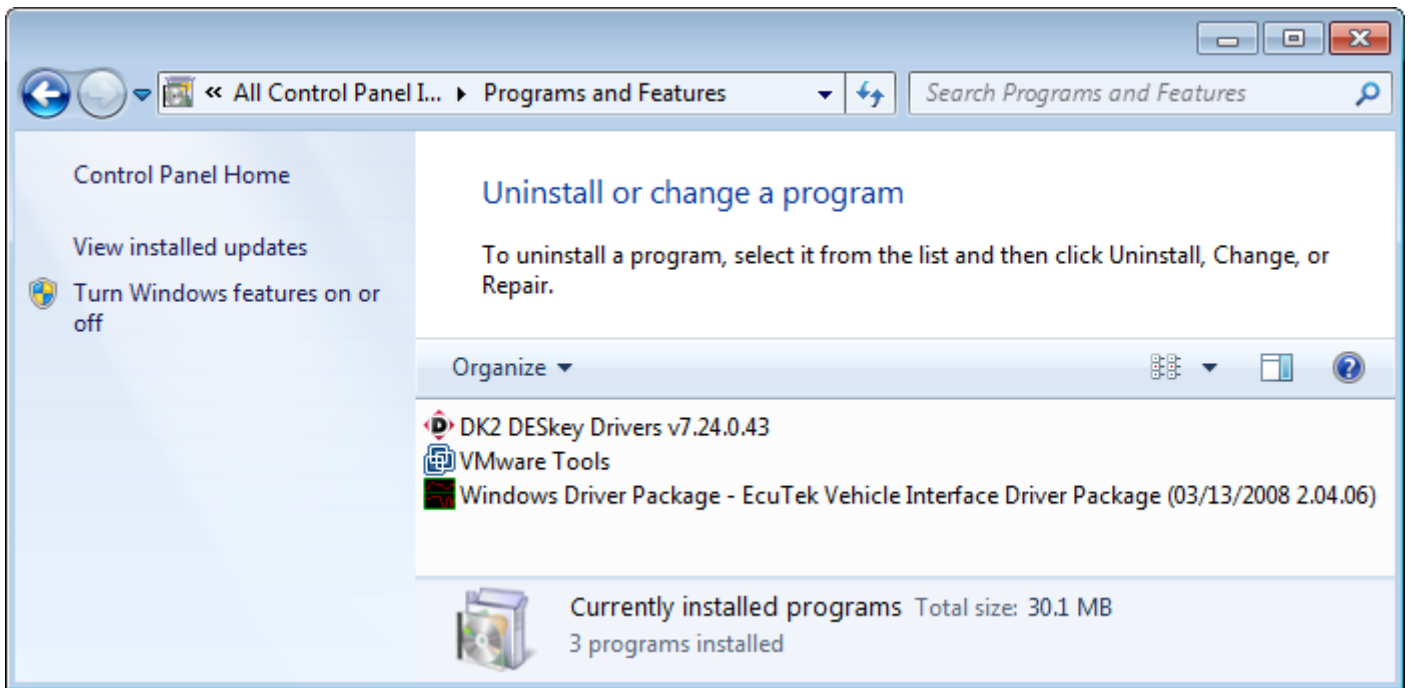 « All Control Panel I... ▸ Programs and Features
Search Programs and Features
Control Panel Home
View installed updates
Turn Windows features on or
off
Uninstall or change a program
To uninstall a program, select it from the list and then click Uninstall, Change, or
Repair.
Organize
DK2 DESkey Drivers v7.24.0.43
VMware Tools
Windows Driver Package - EcuTek Vehicle Interface Driver Package (03/13/2008 2.04.06)
Currently installed programs Total size: 30.1 MB
3 programs installed